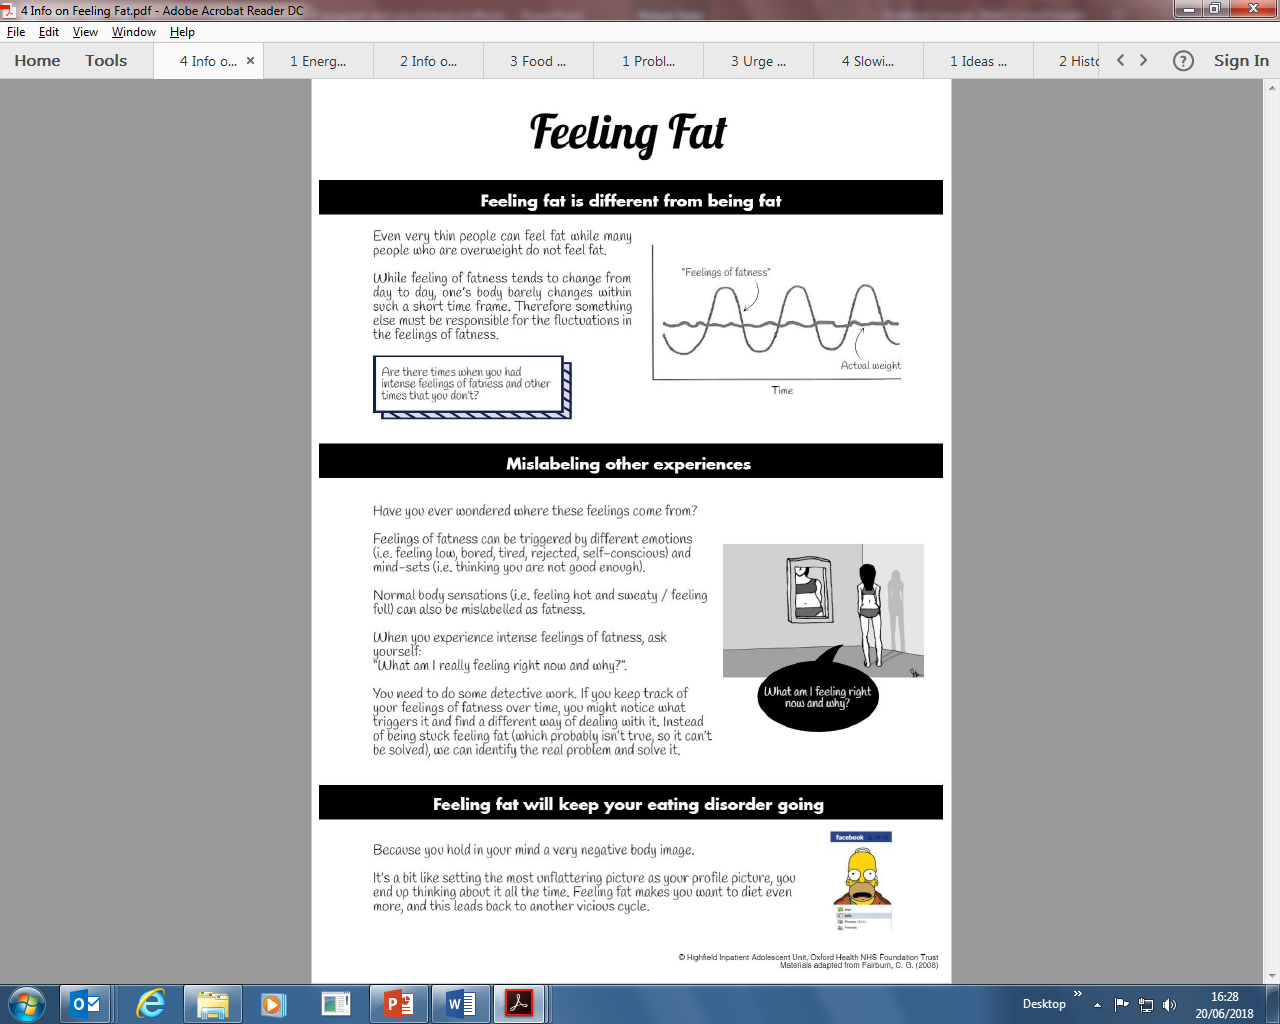 4 Info on Feeling Fat.pdf - Adobe Acrobat Reader DC
File Edit View Window Help
Home Tools 4 Info o... × 1 Energ... 2 Info o... 3 Food ... 1 Probl... 3 Urge ... 4 Slowi... 1 Ideas ... 2 Histo ? Sign In
Feeling Fat
Feeling fat is different from being fat
Even very thin people can feel fat while many
people who are overweight do not feel fat.
While feeling of fatness tends to change from
day to day, one's body barely changes within
such a short time frame. Therefore something
else must be responsible for the fluctuations in
the feelings of fatness.
Are there times when you had
intense feelings of fatness and other
times that you don't?
"Feelings of fatness"
Actual weight
Time
Mislabeling other experiences
Have you ever wondered where these feelings come from?
Feelings of fatness can be triggered by different emotions
(i.e. feeling low, bored, tired, rejected, self-conscious) and
mind-sets (i.e. thinking you are not good enough).
Normal body sensations (i.e. feeling hot and sweaty / feeling
full) can also be mislabelled as fatness.
When you experience intense feelings of fatness, ask
yourself:
"What am I really feeling right now and why?".
You need to do some detective work. If you keep track of
your feelings of fatness over time, you might notice what
triggers it and find a different way of dealing with it. Instead
of being stuck feeling fat (which probably isn't true, so it can't
be solved), we can identify the real problem and solve it.
What am I feeling right
now and why?
Feeling fat will keep your eating disorder going
Because you hold in your mind a very negative body image.
It's a bit like setting the most unflattering picture as your profile picture, you
end up thinking about it all the time. Feeling fat makes you want to diet even
more, and this leads back to another vicious cycle.
facebook
Wall
Info
Photos
Friends
© Highfield Inpatient Adolescent Unit, Oxford Health NHS Foundation Trust
Materials adapted from Fairburn, C. G. (2008)
Desktop
16:28
20/06/2018